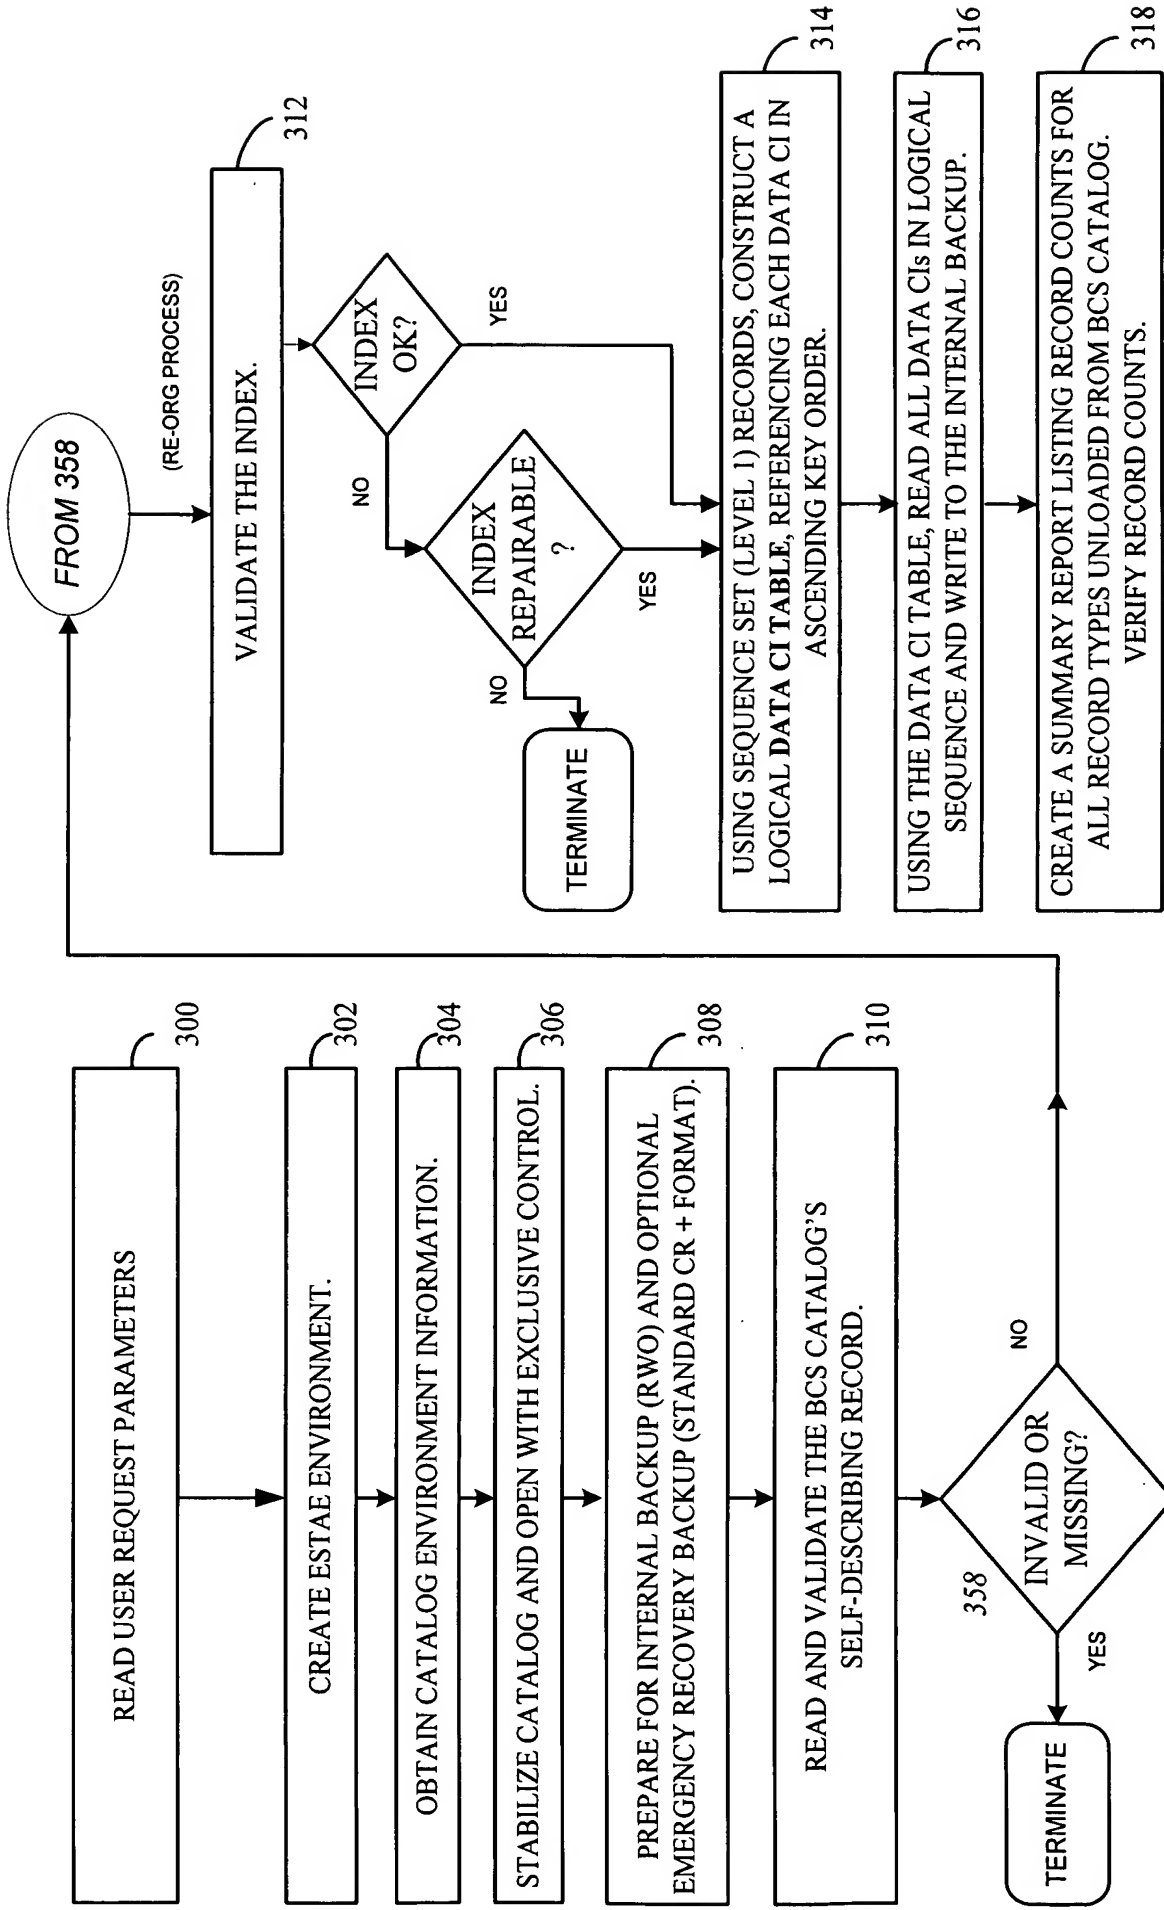 READ USER REQUEST PARAMETERS
300
CREATE ESTAE ENVIRONMENT.
302
OBTAIN CATALOG ENVIRONMENT INFORMATION.
304
STABILIZE CATALOG AND OPEN WITH EXCLUSIVE CONTROL.
306
PREPARE FOR INTERNAL BACKUP (RWO) AND OPTIONAL
EMERGENCY RECOVERY BACKUP (STANDARD CR + FORMAT).
308
READ AND VALIDATE THE BCS CATALOG'S
SELF-DESCRIBING RECORD.
310
358
INVALID OR
MISSING?
YES
NO
TERMINATE
FROM 358
(RE-ORG PROCESS)
VALIDATE THE INDEX.
312
INDEX
OK?
NO
YES
INDEX
REPAIRABLE
?
NO
YES
TERMINATE
USING SEQUENCE SET (LEVEL 1) RECORDS, CONSTRUCT A
LOGICAL DATA CI TABLE, REFERENCING EACH DATA CI IN
ASCENDING KEY ORDER.
314
USING THE DATA CI TABLE, READ ALL DATA CIs IN LOGICAL
SEQUENCE AND WRITE TO THE INTERNAL BACKUP.
316
CREATE A SUMMARY REPORT LISTING RECORD COUNTS FOR
ALL RECORD TYPES UNLOADED FROM BCS CATALOG.
VERIFY RECORD COUNTS.
318